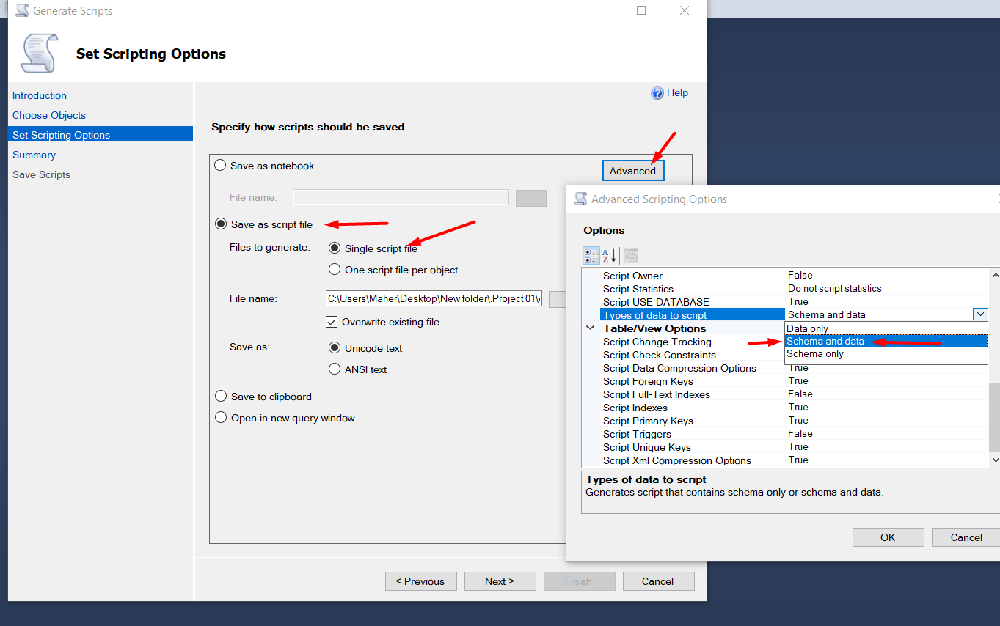 Generate Scripts
Set Scripting Options
Introduction
Choose Objects
Set Scripting Options
Summary
Save Scripts
Help
Specify how scripts should be saved.
Save as notebook
Advanced
File name:
...
Save as script file
Files to generate:
Single script file
One script file per object
File name:
C:\Users\Maher\Desktop\New folder\.Project 01\
...
Overwrite existing file
Save as:
Unicode text
ANSI text
Save to clipboard
Open in new query window
< Previous
Next >
Finish
Cancel
Advanced Scripting Options
Options
Script Owner False
Script Statistics Do not script statistics
Script USE DATABASE True
Types of data to script Schema and data
Table/View Options Data only
Script Change Tracking Schema and data
Script Check Constraints Schema only
Script Data Compression Options True
Script Foreign Keys True
Script Full-Text Indexes False
Script Indexes True
Script Primary Keys True
Script Triggers False
Script Unique Keys True
Script Xml Compression Options True
Types of data to script
Generates script that contains schema only or schema and data.
OK
Cancel